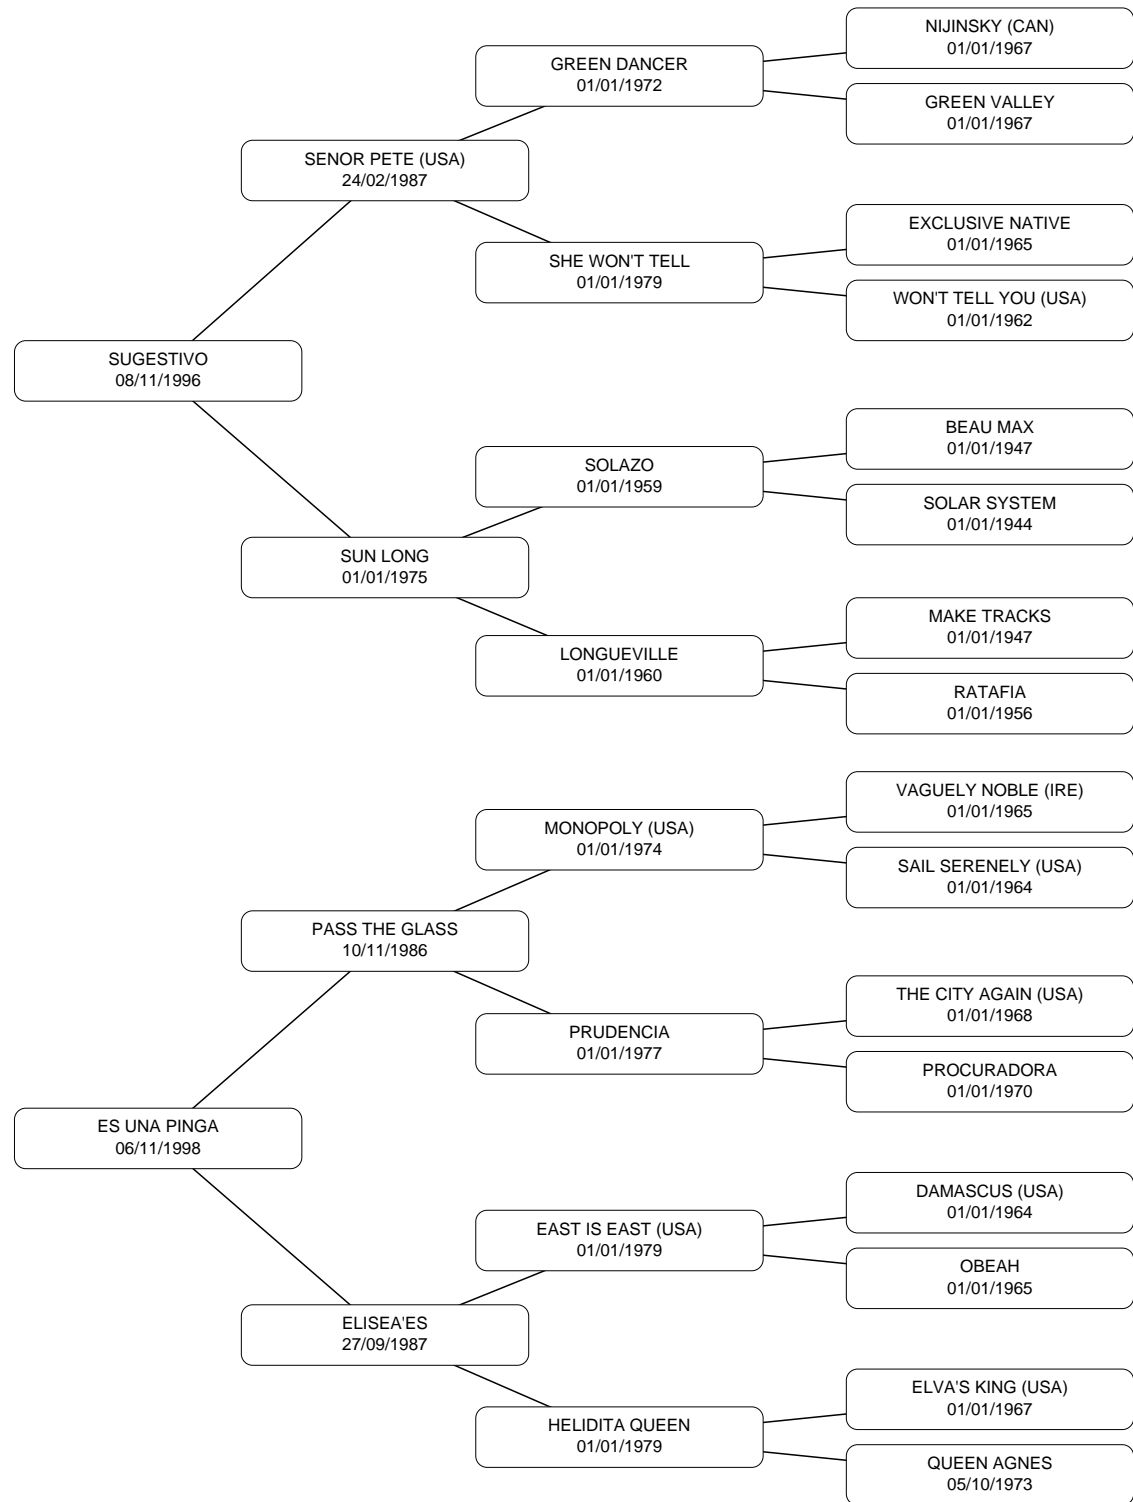 NIJINSKY (CAN)
01/01/1967
GREEN DANCER
01/01/1972
GREEN VALLEY
01/01/1967
SENOR PETE (USA)
24/02/1987
EXCLUSIVE NATIVE
01/01/1965
SHE WON'T TELL
01/01/1979
WON'T TELL YOU (USA)
01/01/1962
SUGESTIVO
08/11/1996
BEAU MAX
01/01/1947
SOLAZO
01/01/1959
SOLAR SYSTEM
01/01/1944
SUN LONG
01/01/1975
MAKE TRACKS
01/01/1947
LONGUEVILLE
01/01/1960
RATAFIA
01/01/1956
VAGUELY NOBLE (IRE)
01/01/1965
MONOPOLY (USA)
01/01/1974
SAIL SERENELY (USA)
01/01/1964
PASS THE GLASS
10/11/1986
THE CITY AGAIN (USA)
01/01/1968
PRUDENCIA
01/01/1977
PROCURADORA
01/01/1970
ES UNA PINGA
06/11/1998
DAMASCUS (USA)
01/01/1964
EAST IS EAST (USA)
01/01/1979
OBEAH
01/01/1965
ELISEA'ES
27/09/1987
ELVA'S KING (USA)
01/01/1967
HELIDITA QUEEN
01/01/1979
QUEEN AGNES
05/10/1973